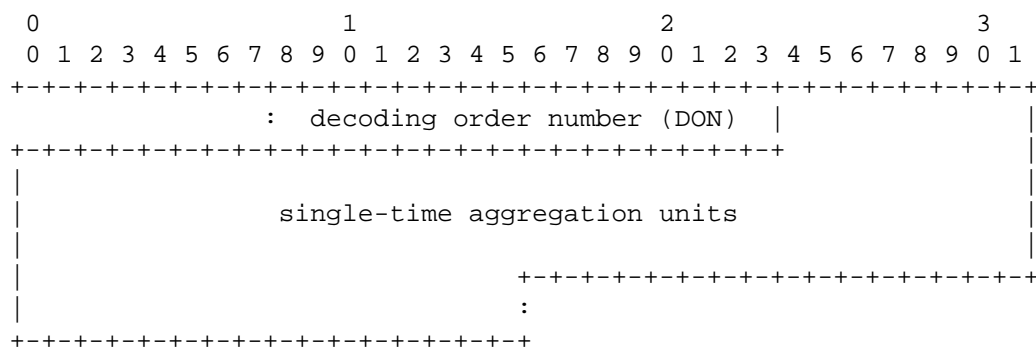 0                   1                   2                   3
 0 1 2 3 4 5 6 7 8 9 0 1 2 3 4 5 6 7 8 9 0 1 2 3 4 5 6 7 8 9 0 1
+-+-+-+-+-+-+-+-+-+-+-+-+-+-+-+-+-+-+-+-+-+-+-+-+-+-+-+-+-+-+-+-+
                :  decoding order number (DON)  |               |
+-+-+-+-+-+-+-+-+-+-+-+-+-+-+-+-+-+-+-+-+-+-+-+-+               |
|                                                               |
|                single-time aggregation units                  |
|                                                               |
|                               +-+-+-+-+-+-+-+-+-+-+-+-+-+-+-+-+
|                               :
+-+-+-+-+-+-+-+-+-+-+-+-+-+-+-+-+